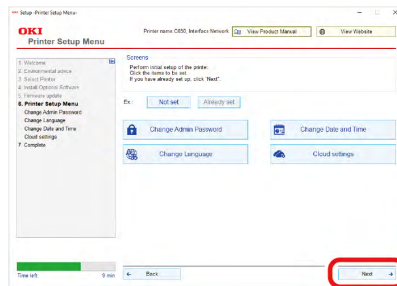 Setup -Printer Setup Menu-
OKI
Printer name C650, Interface Network
View Product Manual
View Website
Printer Setup Menu
1. Welcome
2. Environmental advice
3. Select Printer
4. Install Optional Software
5. Firmware update
6. Printer Setup Menu
Change Admin Password
Change Language
Change Date and Time
Cloud settings
7. Complete
Screens
Perform initial setup of the printer.
Click the items to be set.
If you have already set up, click "Next".
Ex.:
Not set
Already set
Change Admin Password
Change Date and Time
Change Language
Cloud settings
Time left
9 min
Back
Next